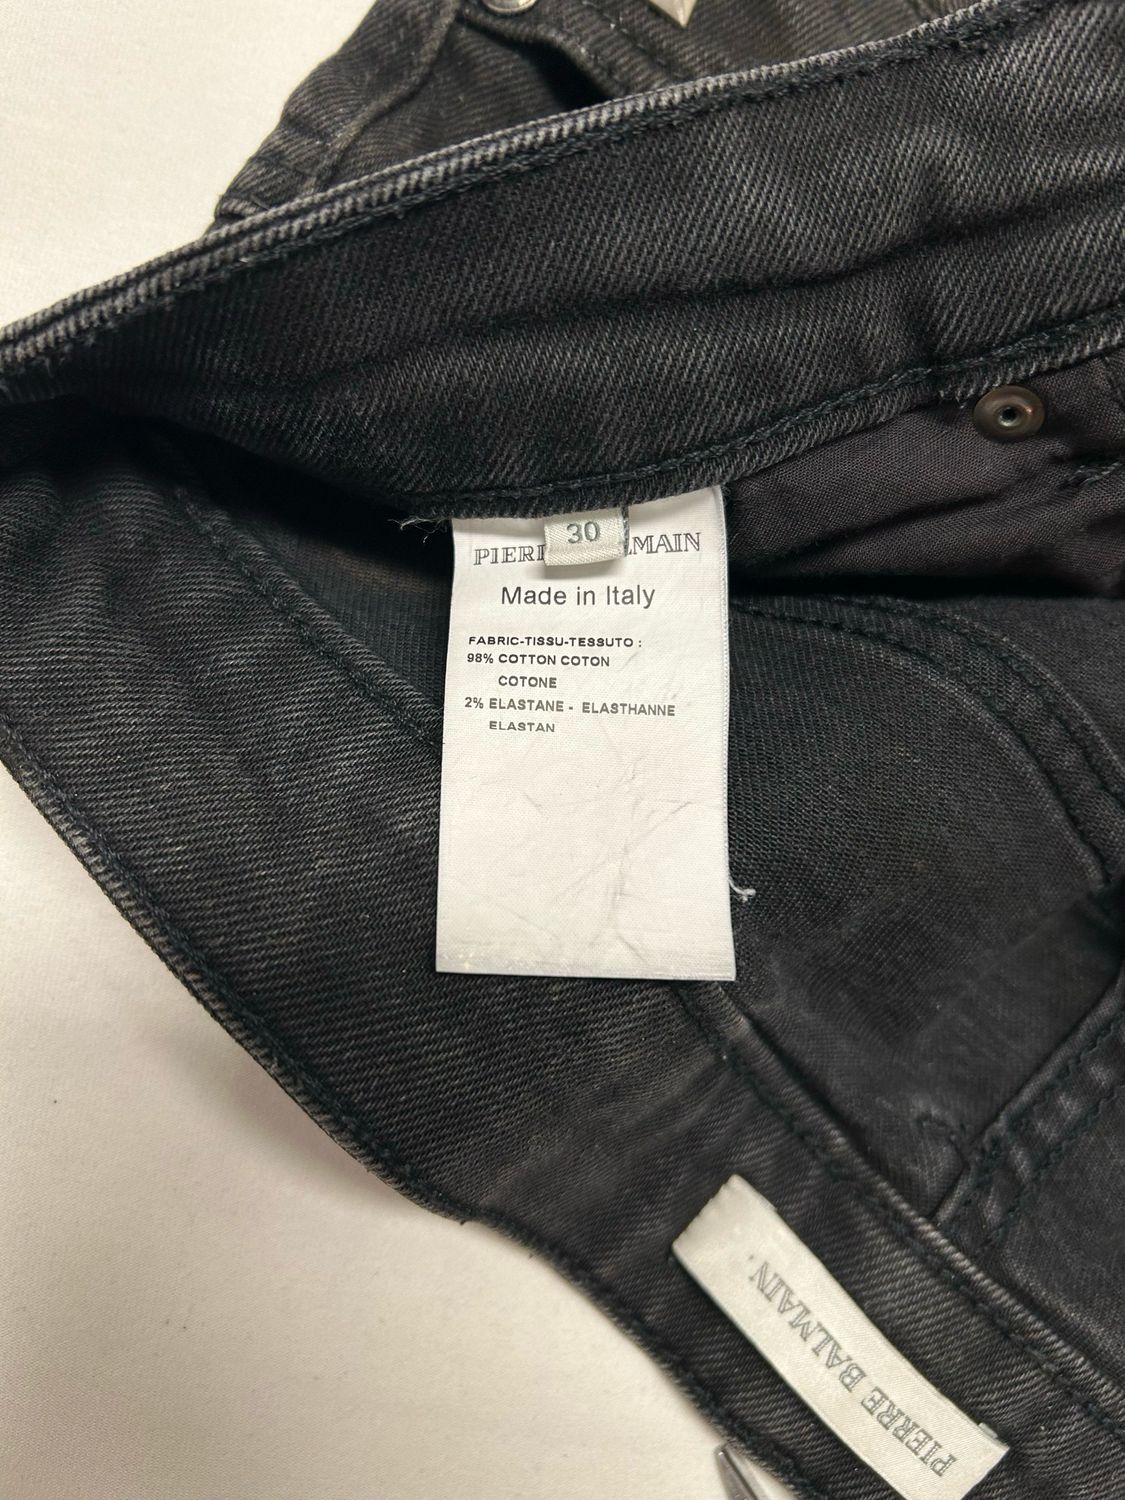 30
PIERRE BALMAIN
Made in Italy
FABRIC-TISSU-TESSUTO :
98% COTTON COTON
COTONE
2% ELASTANE - ELASTHANNE
ELASTAN
PIERRE BALMAIN